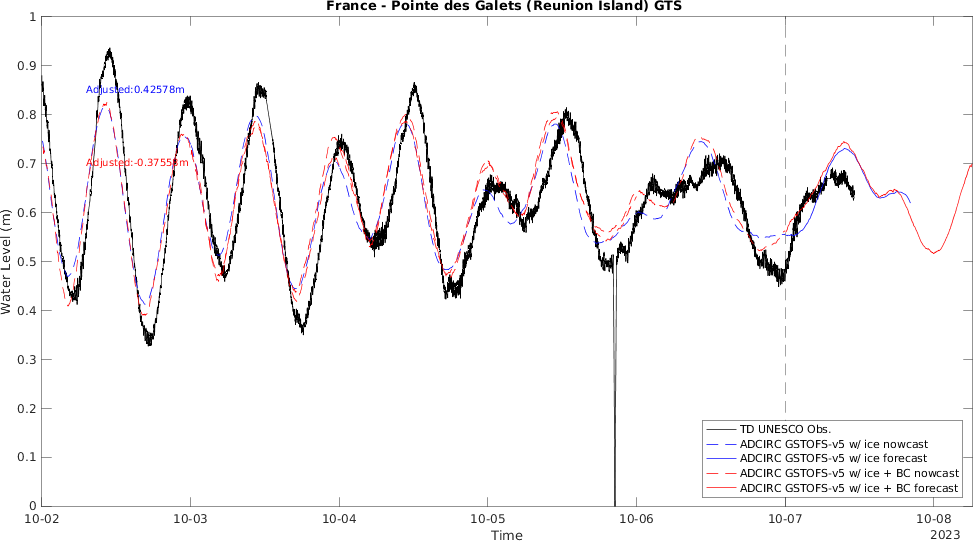 France - Pointe des Galets (Reunion Island) GTS
1
0.9
0.8
0.7
0.6
0.5
0.4
0.3
0.2
0.1
0
Water Level (m)
Adjusted:0.42578m
Adjusted:-0.37558m
TD UNESCO Obs.
ADCIRC GSTOFS-v5 w/ ice nowcast
ADCIRC GSTOFS-v5 w/ ice forecast
ADCIRC GSTOFS-v5 w/ ice + BC nowcast
ADCIRC GSTOFS-v5 w/ ice + BC forecast
10-02 10-03 10-04 10-05 10-06 10-07 10-08
Time
2023